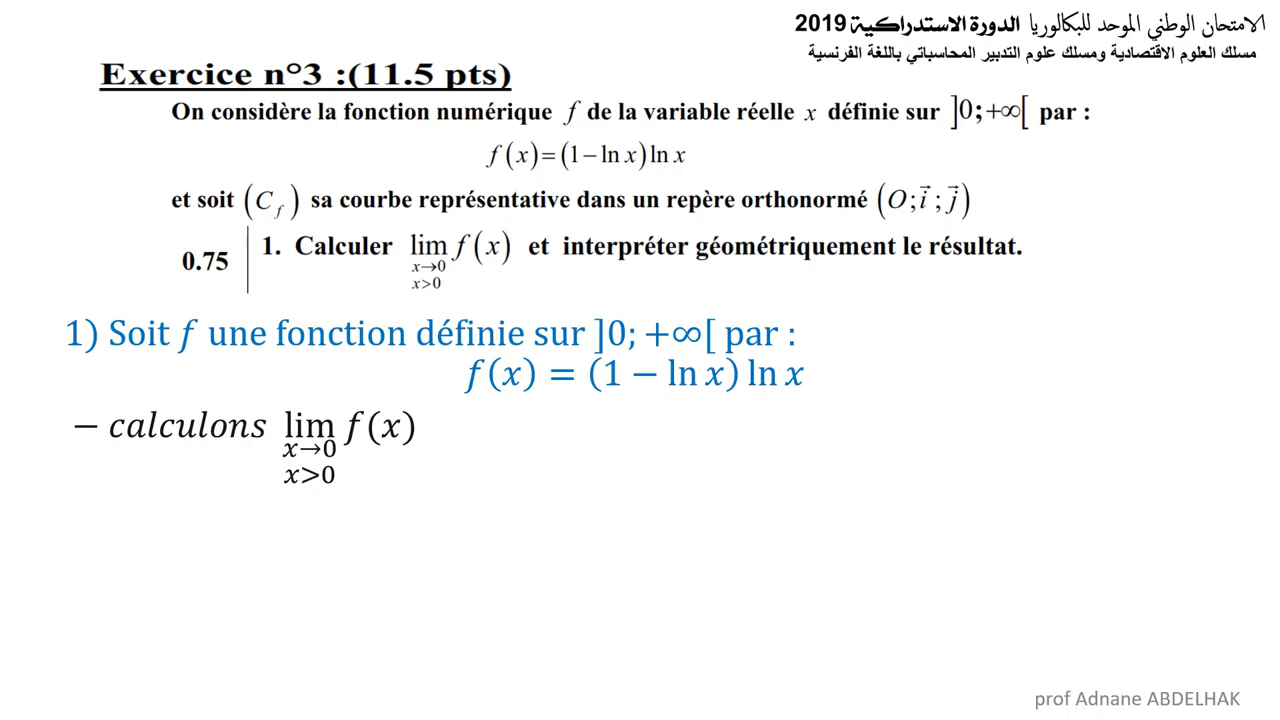 الامتحان الوطني الموحد للبكالوريا الدورة الاستدراكية 2019
مسلك العلوم الاقتصادية ومسلك علوم التدبير المحاسباتي باللغة الفرنسية
Exercice n°3 :(11.5 pts)
On considère la fonction numérique f de la variable réelle x définie sur ]0;+∞[ par :
f(x)=(1−ln x)ln x
et soit (C_f) sa courbe représentative dans un repère orthonormé (O;i⃗;j⃗)
0.75 | 1. Calculer lim_{x→0, x>0} f(x) et interpréter géométriquement le résultat.
1) Soit f une fonction définie sur ]0; +∞[ par :
f(x) = (1 − ln x) ln x
− calculons lim_{x→0, x>0} f(x)
prof Adnane ABDELHAK